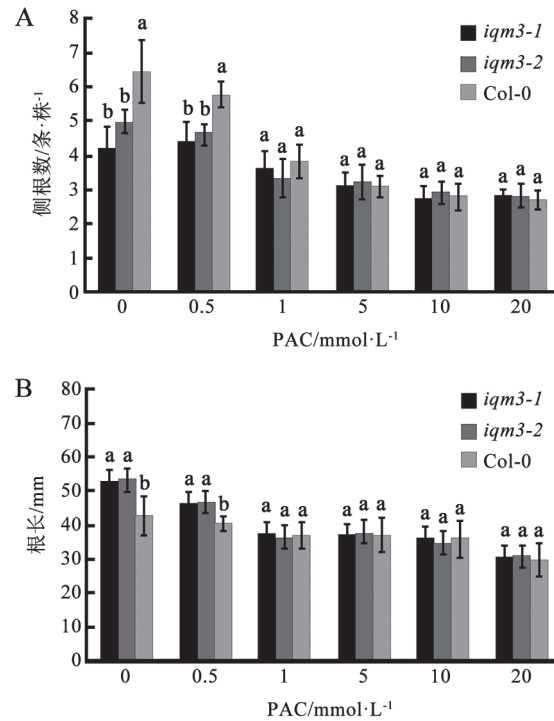 A
iqm3-1
iqm3-2
Col-0
侧根数/条·株-1
8
7
6
5
4
3
2
1
0
b b a
b b a
a a a
a a a
a a a
a a a
0 0.5 1 5 10 20
PAC/mmol·L-1
B
iqm3-1
iqm3-2
Col-0
根长/mm
80
70
60
50
40
30
20
10
0
a a b
a a b
a a a
a a a
a a a
a a a
0 0.5 1 5 10 20
PAC/mmol·L-1